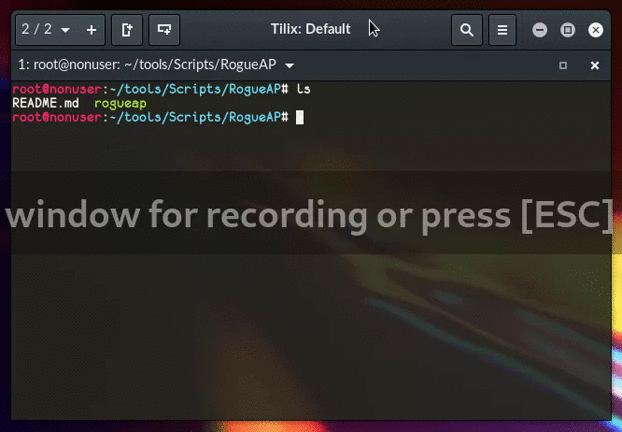 2 / 2
Tilix: Default
1: root@nonuser: ~/tools/Scripts/RogueAP
root@nonuser:~/tools/Scripts/RogueAP# ls
README.md rogueap
root@nonuser:~/tools/Scripts/RogueAP#
window for recording or press [ESC]